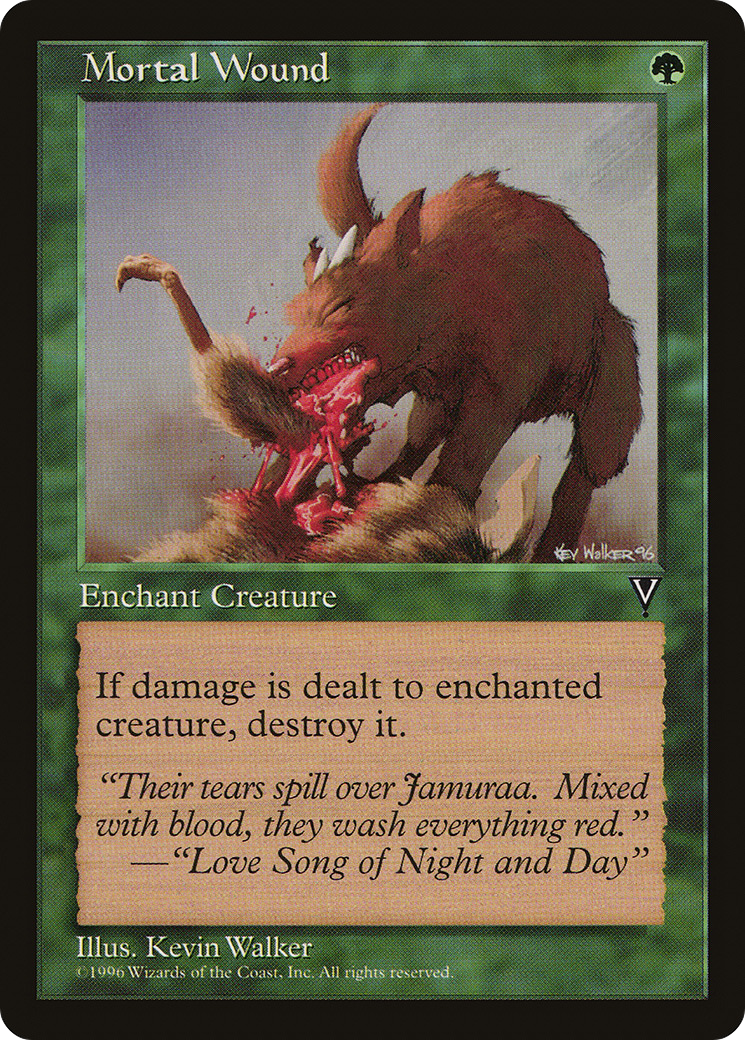 Mortal Wound
Kev Walker 96
Enchant Creature
If damage is dealt to enchanted
creature, destroy it.
“Their tears spill over Jamuraa. Mixed
with blood, they wash everything red.”
—“Love Song of Night and Day”
Illus. Kevin Walker
©1996 Wizards of the Coast, Inc. All rights reserved.